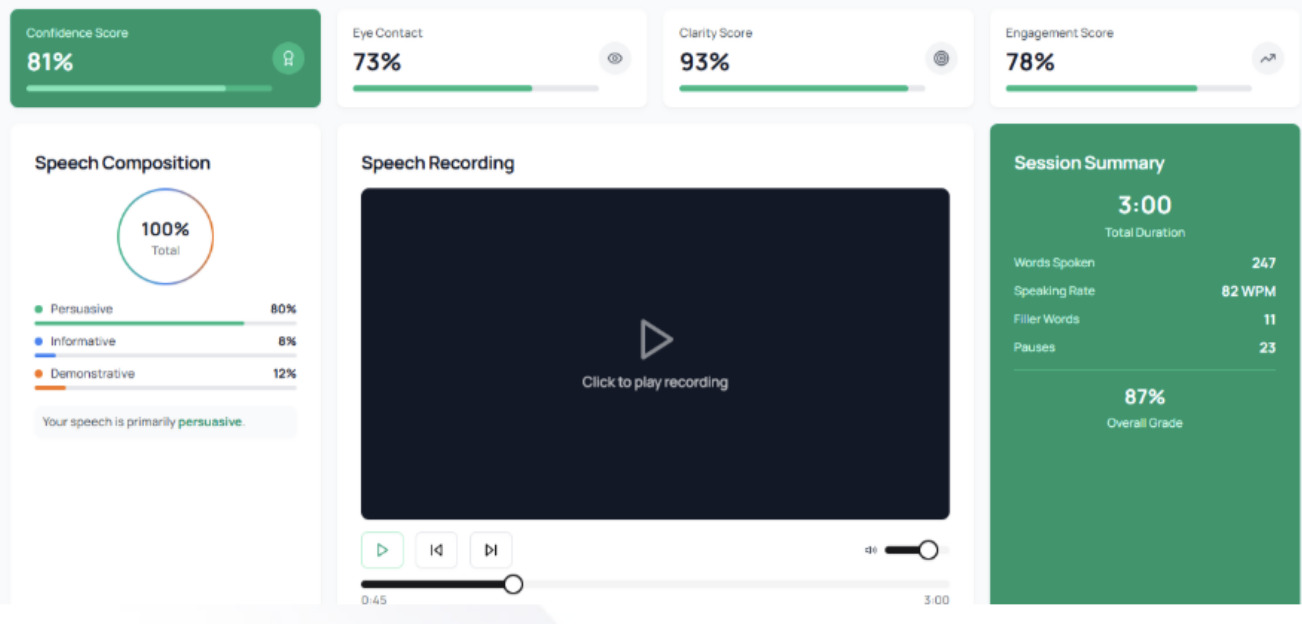 Confidence Score
81%
Eye Contact
73%
Clarity Score
93%
Engagement Score
78%
Speech Composition
100%
Total
Persuasive 80%
Informative 8%
Demonstrative 12%
Your speech is primarily persuasive.
Speech Recording
Click to play recording
0:45 3:00
Session Summary
3:00
Total Duration
Words Spoken 247
Speaking Rate 82 WPM
Filler Words 11
Pauses 23
87%
Overall Grade